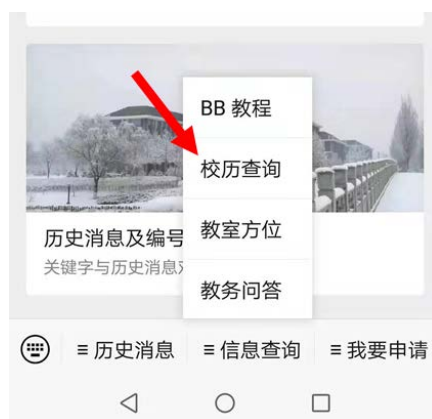 BB 教程
校历查询
教室方位
教务问答
历史消息及编号
关键字与历史消息
≡ 历史消息
≡ 信息查询
≡ 我要申请